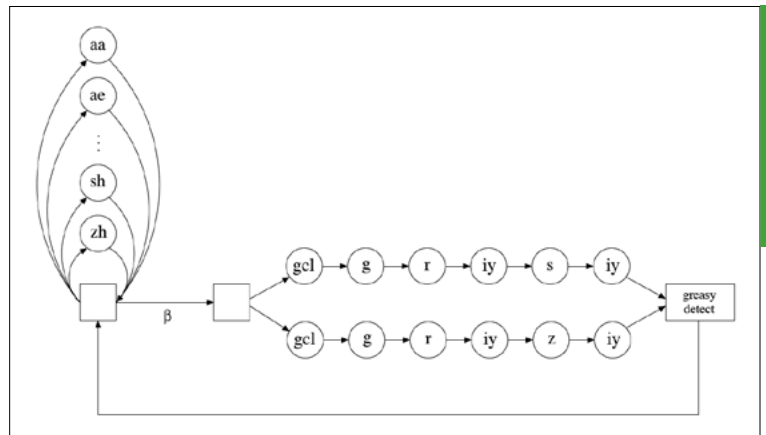 aa
ae
⋮
sh
zh
β
gcl g r iy s iy
gcl g r iy z iy
greasy
detect